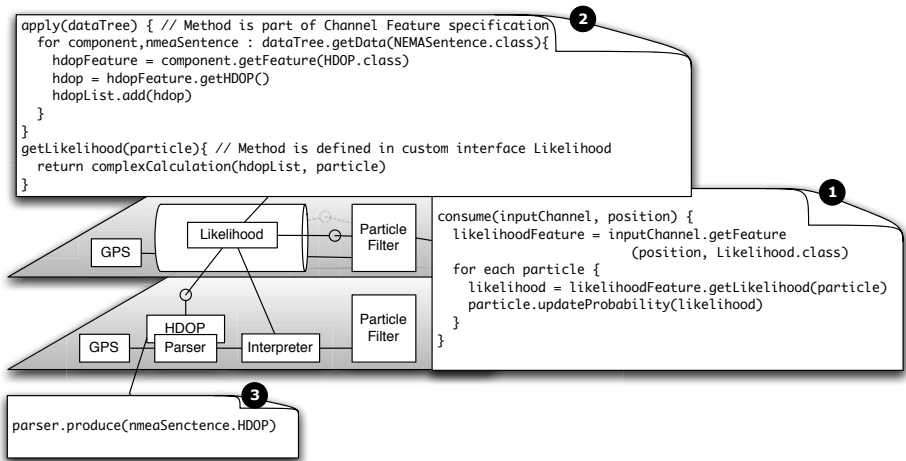 2
apply(dataTree) { // Method is part of Channel Feature specification
for component,nmeaSentence : dataTree.getData(NEMASentence.class){
hdopFeature = component.getFeature(HDOP.class)
hdop = hdopFeature.getHDOP()
hdopList.add(hdop)
}
}
getLikelihood(particle){ // Method is defined in custom interface Likelihood
return complexCalculation(hdopList, particle)
}
1
consume(inputChannel, position) {
likelihoodFeature = inputChannel.getFeature
(position, Likelihood.class)
for each particle {
likelihood = likelihoodFeature.getLikelihood(particle)
particle.updateProbability(likelihood)
}
}
GPS
Likelihood
Particle
Filter
GPS
HDOP
Parser
Interpreter
Particle
Filter
3
parser.produce(nmeaSenctence.HDOP)